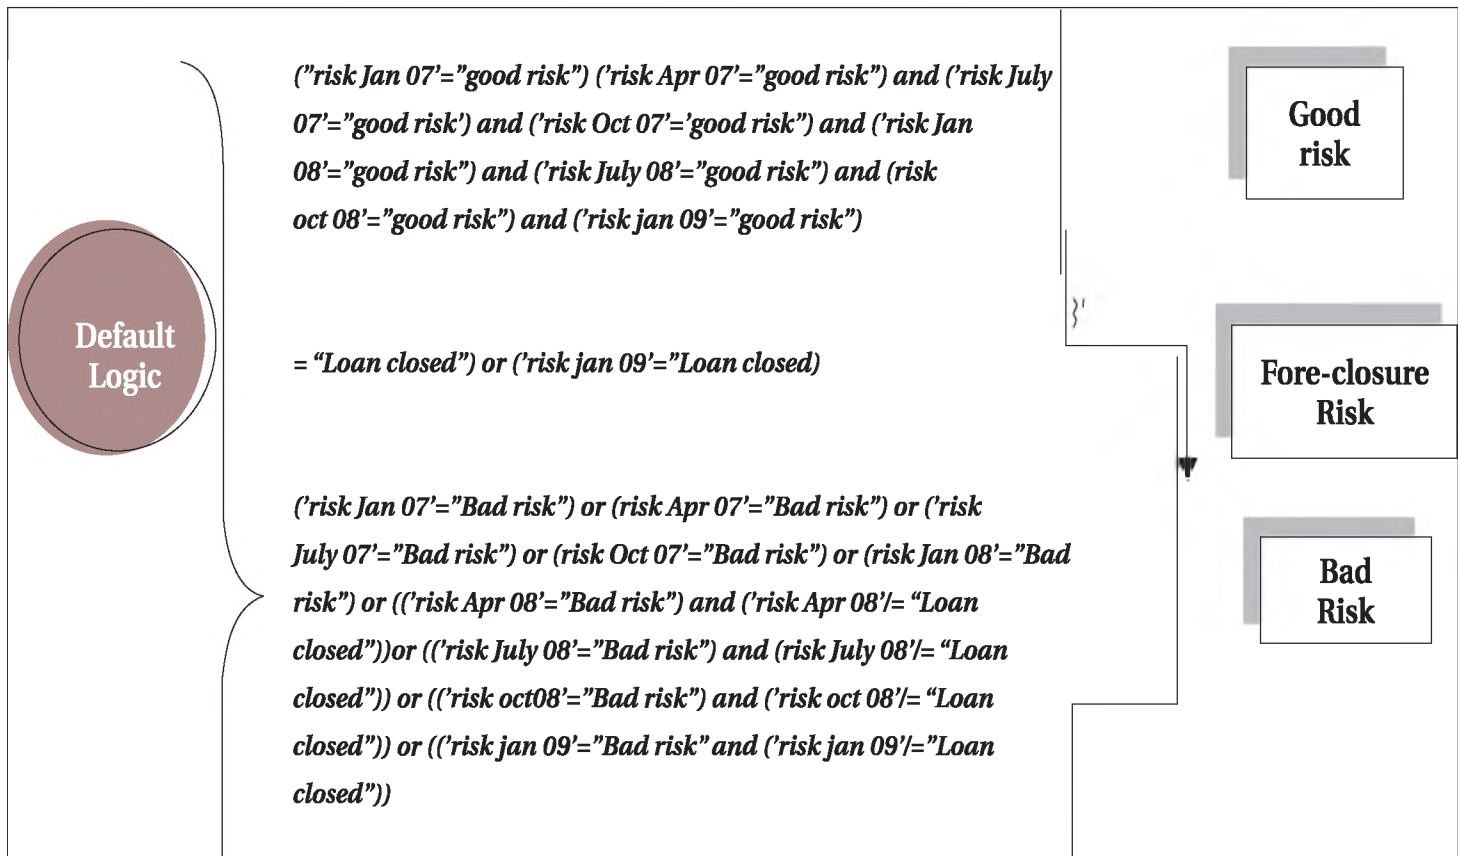 (”risk Jan 07’=”good risk”) (’risk Apr 07’=”good risk”) and (’risk July
07’=”good risk’) and (’risk Oct 07’=’good risk”) and (’risk Jan
08’=”good risk”) and (’risk July 08’=”good risk”) and (risk
oct 08’=”good risk”) and (’risk jan 09’=”good risk”)
Good
risk
Default
Logic
= “Loan closed”) or (’risk jan 09’=”Loan closed)
Fore-closure
Risk
(’risk Jan 07’=”Bad risk”) or (risk Apr 07’=”Bad risk”) or (’risk
July 07’=”Bad risk”) or (risk Oct 07’=”Bad risk”) or (risk Jan 08’=”Bad
risk”) or ((’risk Apr 08’=”Bad risk”) and (’risk Apr 08’/= “Loan
closed”))or ((’risk July 08’=”Bad risk”) and (risk July 08’/= “Loan
closed”)) or ((’risk oct08’=”Bad risk”) and (’risk oct 08’/= “Loan
closed”)) or ((’risk jan 09’=”Bad risk” and (’risk jan 09’/=”Loan
closed”))
Bad
Risk